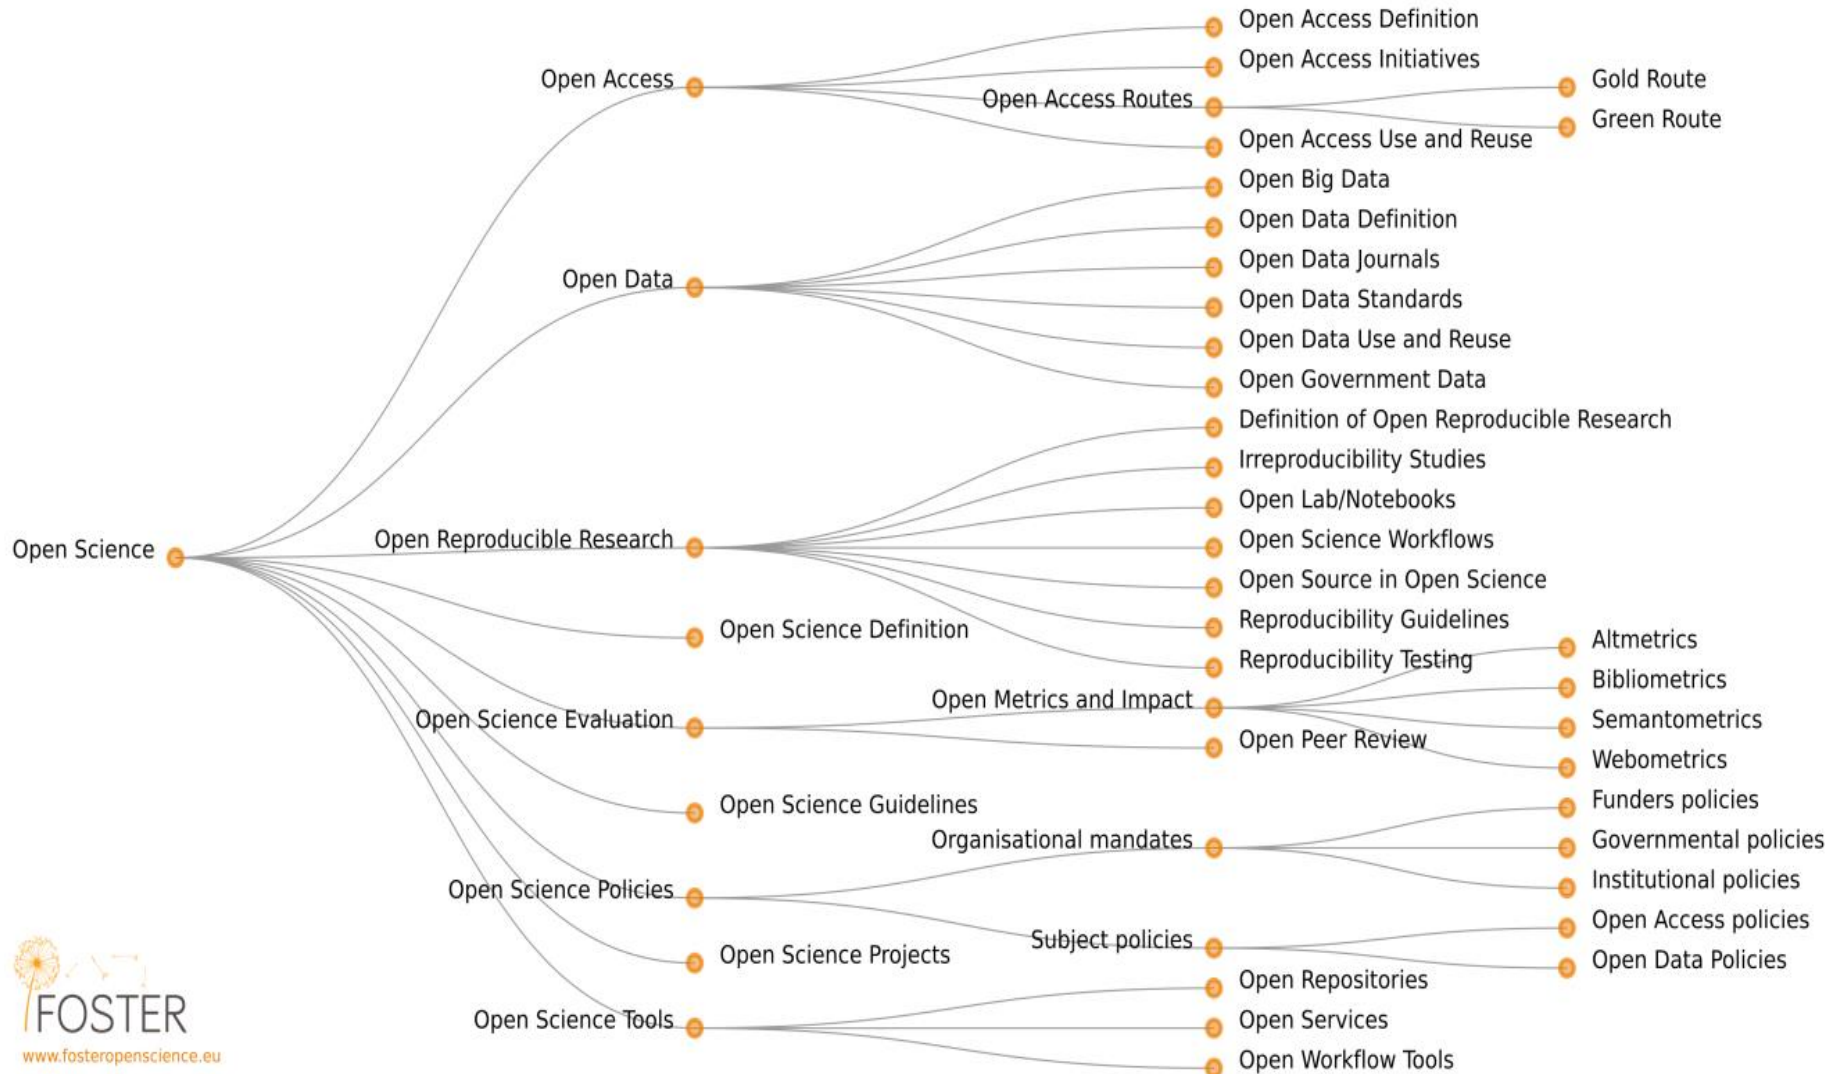 Open Science
Open Access
Open Access Definition
Open Access Initiatives
Open Access Routes
Gold Route
Green Route
Open Access Use and Reuse
Open Data
Open Big Data
Open Data Definition
Open Data Journals
Open Data Standards
Open Data Use and Reuse
Open Government Data
Open Reproducible Research
Definition of Open Reproducible Research
Irreproducibility Studies
Open Lab/Notebooks
Open Science Workflows
Open Source in Open Science
Reproducibility Guidelines
Reproducibility Testing
Open Science Definition
Open Science Evaluation
Open Metrics and Impact
Altmetrics
Bibliometrics
Semantometrics
Webometrics
Open Peer Review
Open Science Guidelines
Open Science Policies
Organisational mandates
Funders policies
Governmental policies
Institutional policies
Subject policies
Open Access policies
Open Data Policies
Open Science Projects
Open Science Tools
Open Repositories
Open Services
Open Workflow Tools
FOSTER
www.fosteropenscience.eu